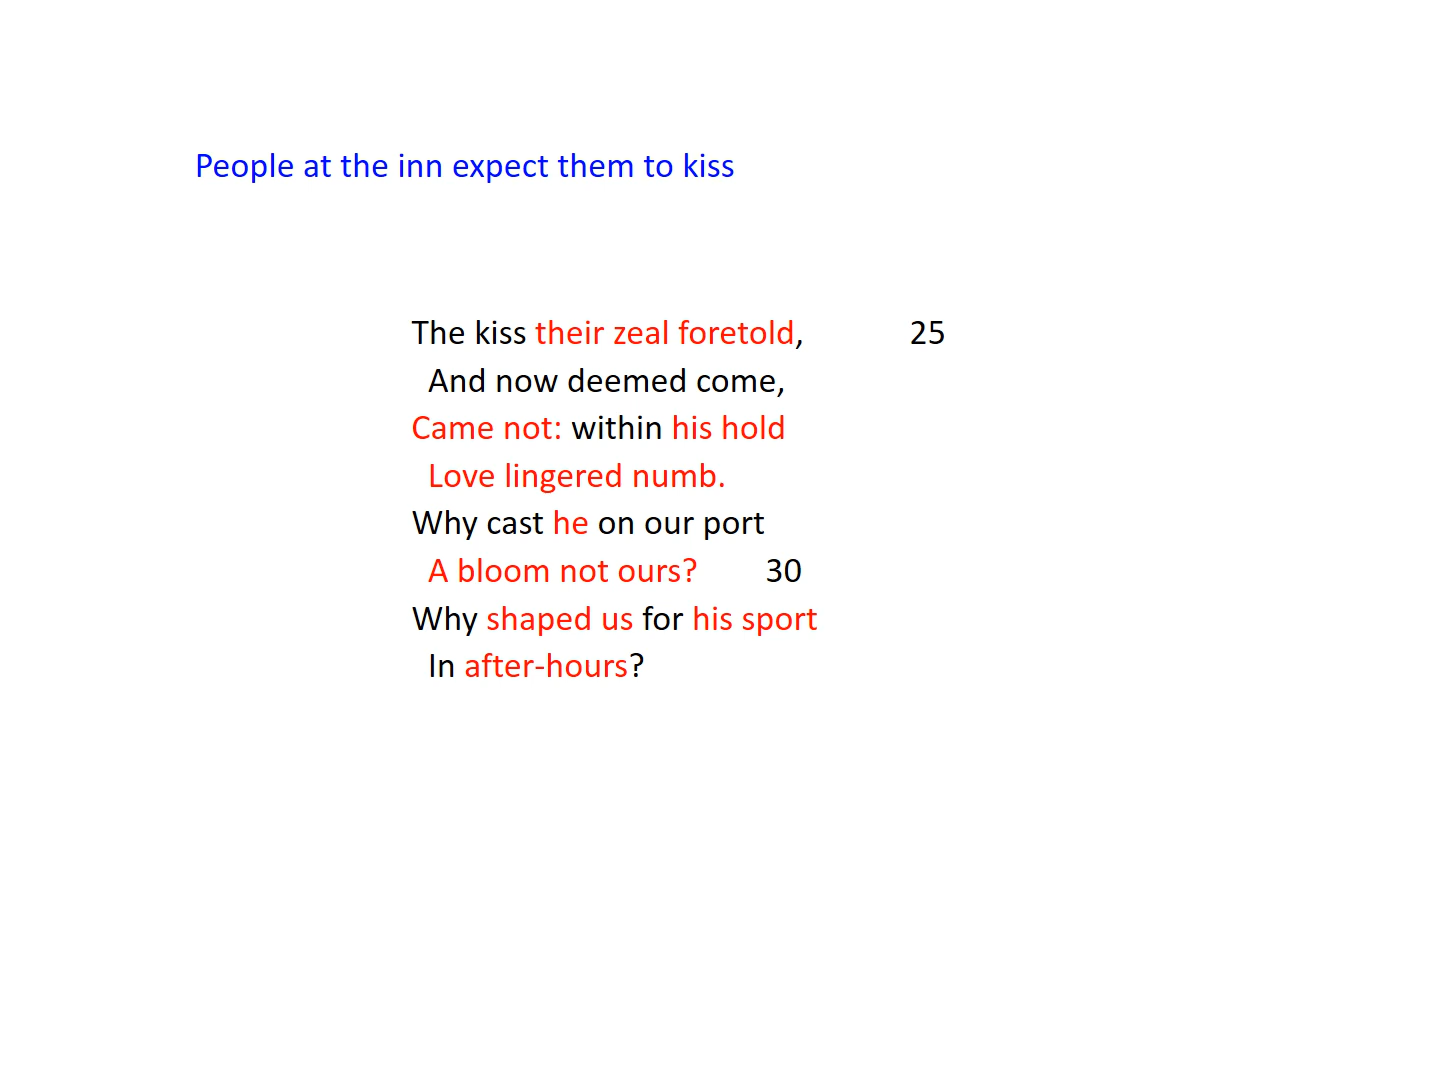 People at the inn expect them to kiss
The kiss their zeal foretold, 25
And now deemed come,
Came not: within his hold
Love lingered numb.
Why cast he on our port
A bloom not ours? 30
Why shaped us for his sport
In after-hours?